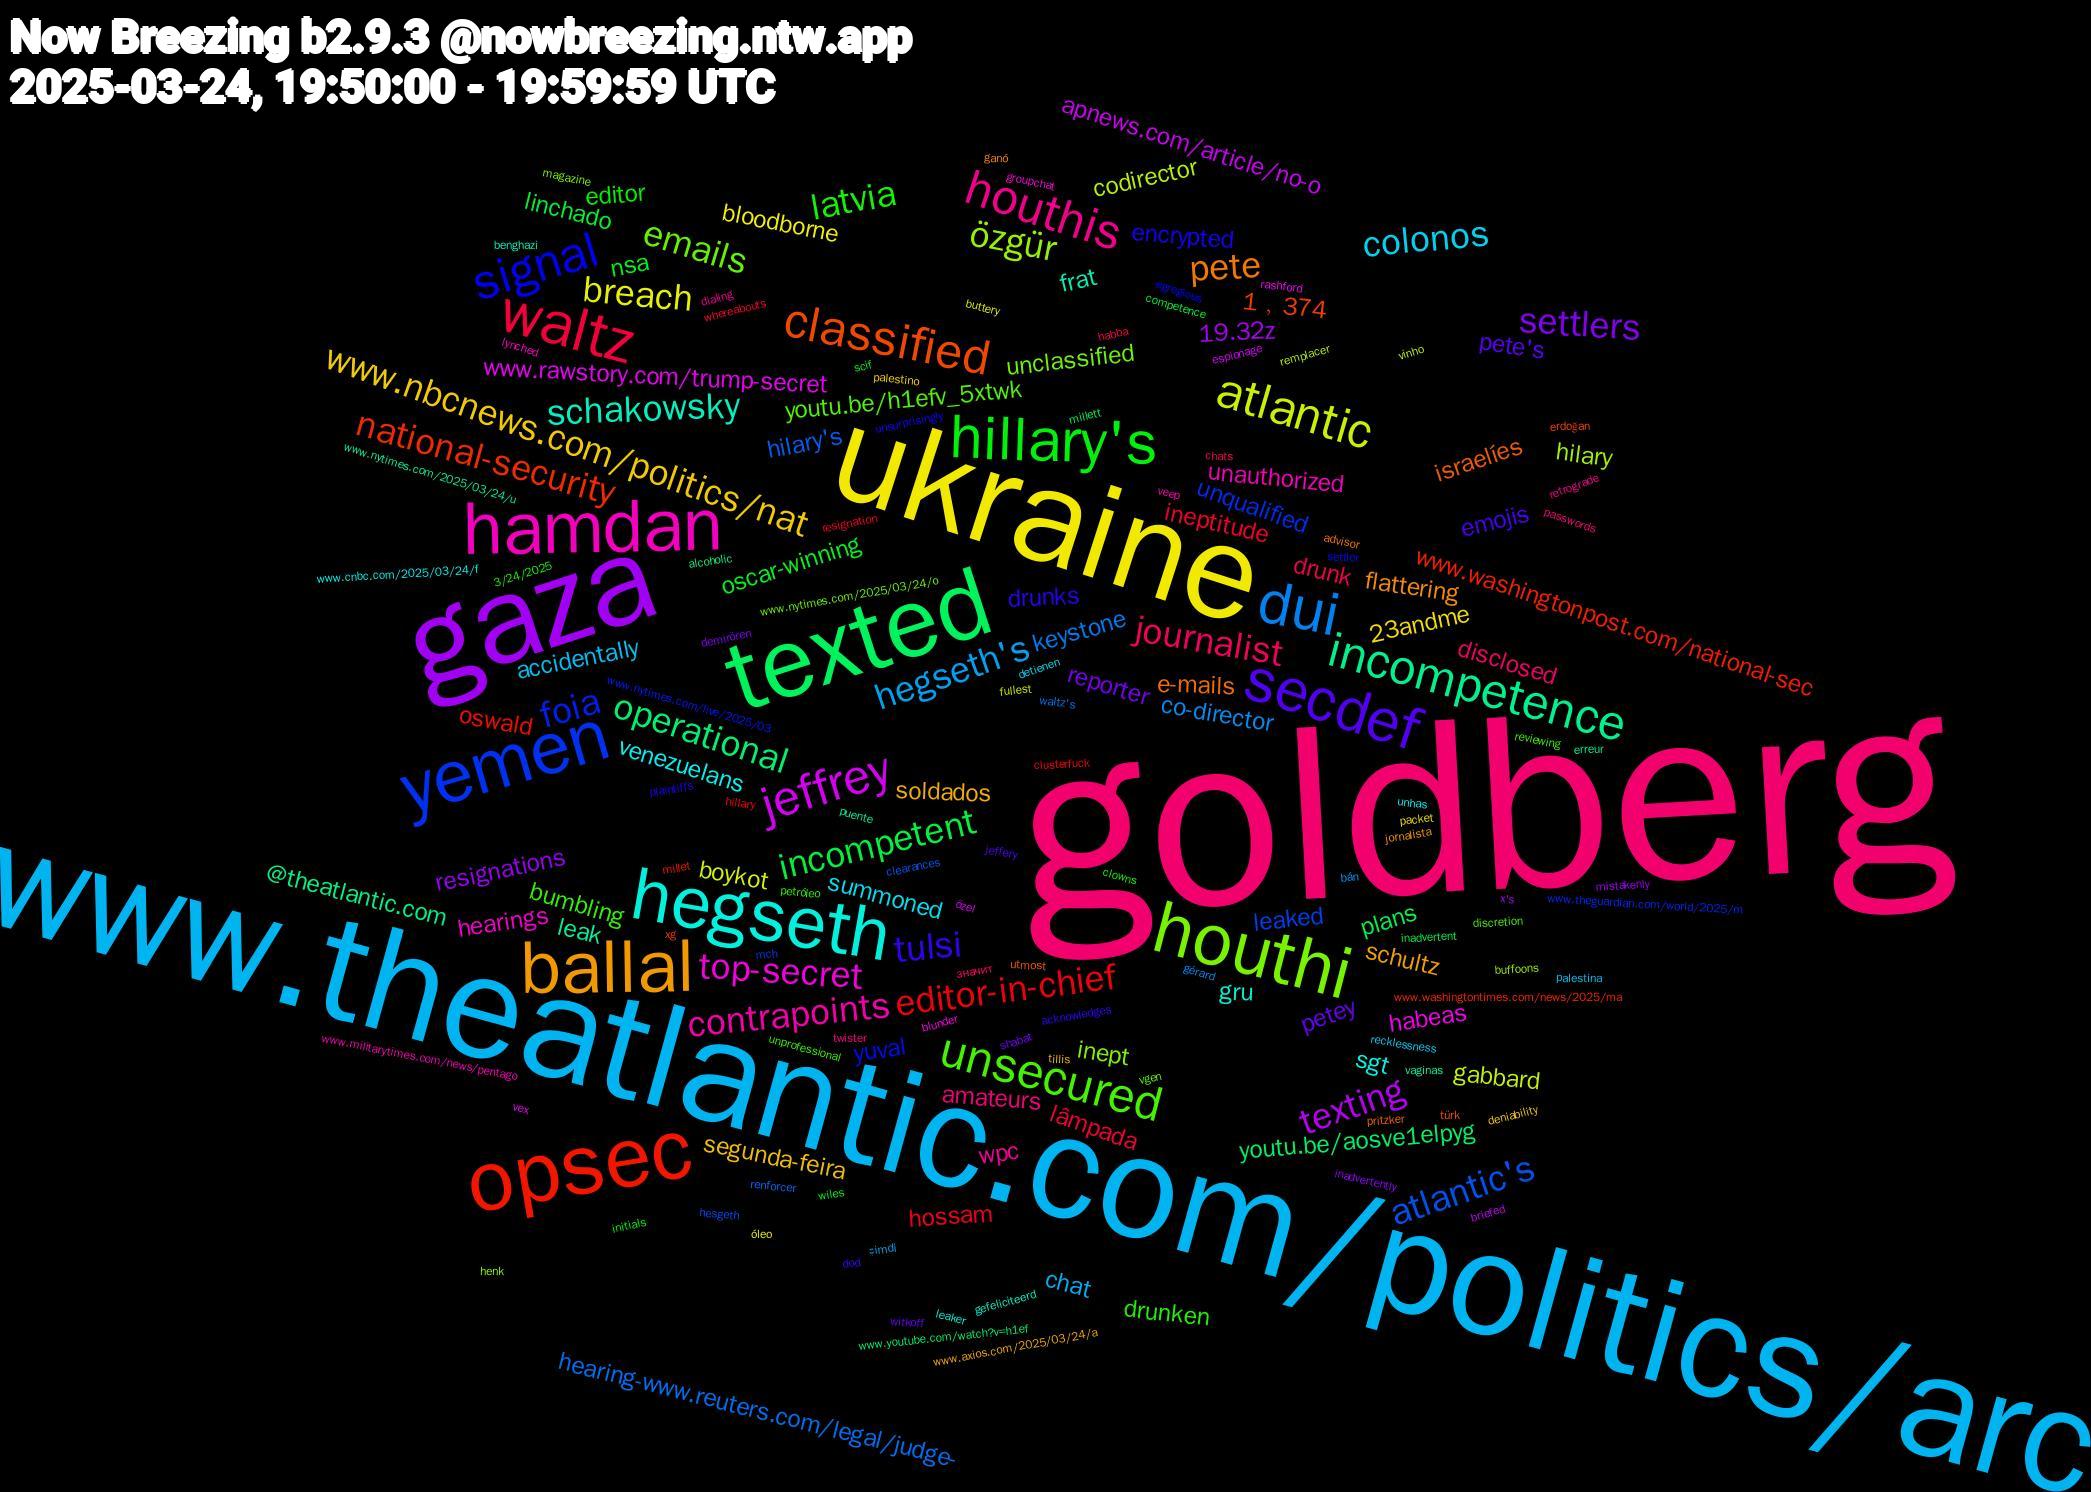 Now Breezing b2.9.3 @nowbreezing.ntw.app
2025-03-24, 19:50:00 - 19:59:59 UTC
apnews.com/article/no-o
ganó
magazine
groupchat
codirector
houthis
latvia
editor
linchado
bloodborne
özgür
colonos
emails
encrypted
signal
nsa
benghazi
frat
rashford
pete
breach
1，374
egregious
dialing
whereabouts
competence
buttery
habba
waltz
classified
19.32z
settlers
pete's
www.nbcnews.com/politics/nat
www.rawstory.com/trump-secret
lynched
unclassified
espionage
remplacer
vinho
scif
palestino
youtu.be/h1efv_5xtwk
schakowsky
atlantic
hillary's
ukraine
national-security
hilary's
unsurprisingly
millett
erdoğan
hilary
israelíes
www.nytimes.com/2025/03/24/u
chats
unauthorized
veep
retrograde
unqualified
passwords
hamdan
ineptitude
emojis
resignation
advisor
oscar-winning
alcoholic
settler
www.cnbc.com/2025/03/24/f
3/24/2025
gaza
texted
drunk
www.washingtonpost.com/national-sec
www.nytimes.com/2025/03/24/o
flattering
drunks
dui
keystone
23andme
demirören
accidentally
hegseth's
journalist
disclosed
detienen
www.nytimes.com/live/2025/03
reporter
e-mails
secdef
incompetence
fullest
waltz's
co-director
foia
operational
oswald
yemen
venezuelans
tulsi
clusterfuck
jeffrey
plaintiffs
soldados
unhas
hillary
puente
erreur
packet
jornalista
reviewing
goldberg
www.theatlantic.com/politics/arc
incompetent
resignations
millet
clearances
jeffery
clowns
bán
boykot
summoned
mistakenly
x's
www.theguardian.com/world/2025/m
@theatlantic.com
hegseth
bumbling
petróleo
hearings
özel
houthi
leaked
plans
inadvertent
discretion
leak
ballal
top-secret
schultz
utmost
xg
значит
palestina
gérard
buffoons
mch
editor-in-chief
gru
www.washingtontimes.com/news/2025/ma
habeas
petey
contrapoints
blunder
acknowledges
www.militarytimes.com/news/pentago
unprofessional
twister
shabat
recklessness
yuval
inept
unsecured
sgt
gabbard
tillis
vaginas
vgen
opsec
amateurs
texting
lâmpada
vex
türk
pritzker
deniability
segunda-feira
wpc
youtu.be/aosve1elpyg
atlantic's
renforcer
wiles
inadvertently
hossam
hesgeth
initials
óleo
=imdl
dod
henk
chat
gefeliciteerd
leaker
drunken
briefed
witkoff
www.youtube.com/watch?v=h1ef
www.axios.com/2025/03/24/a
hearing-www.reuters.com/legal/judge-